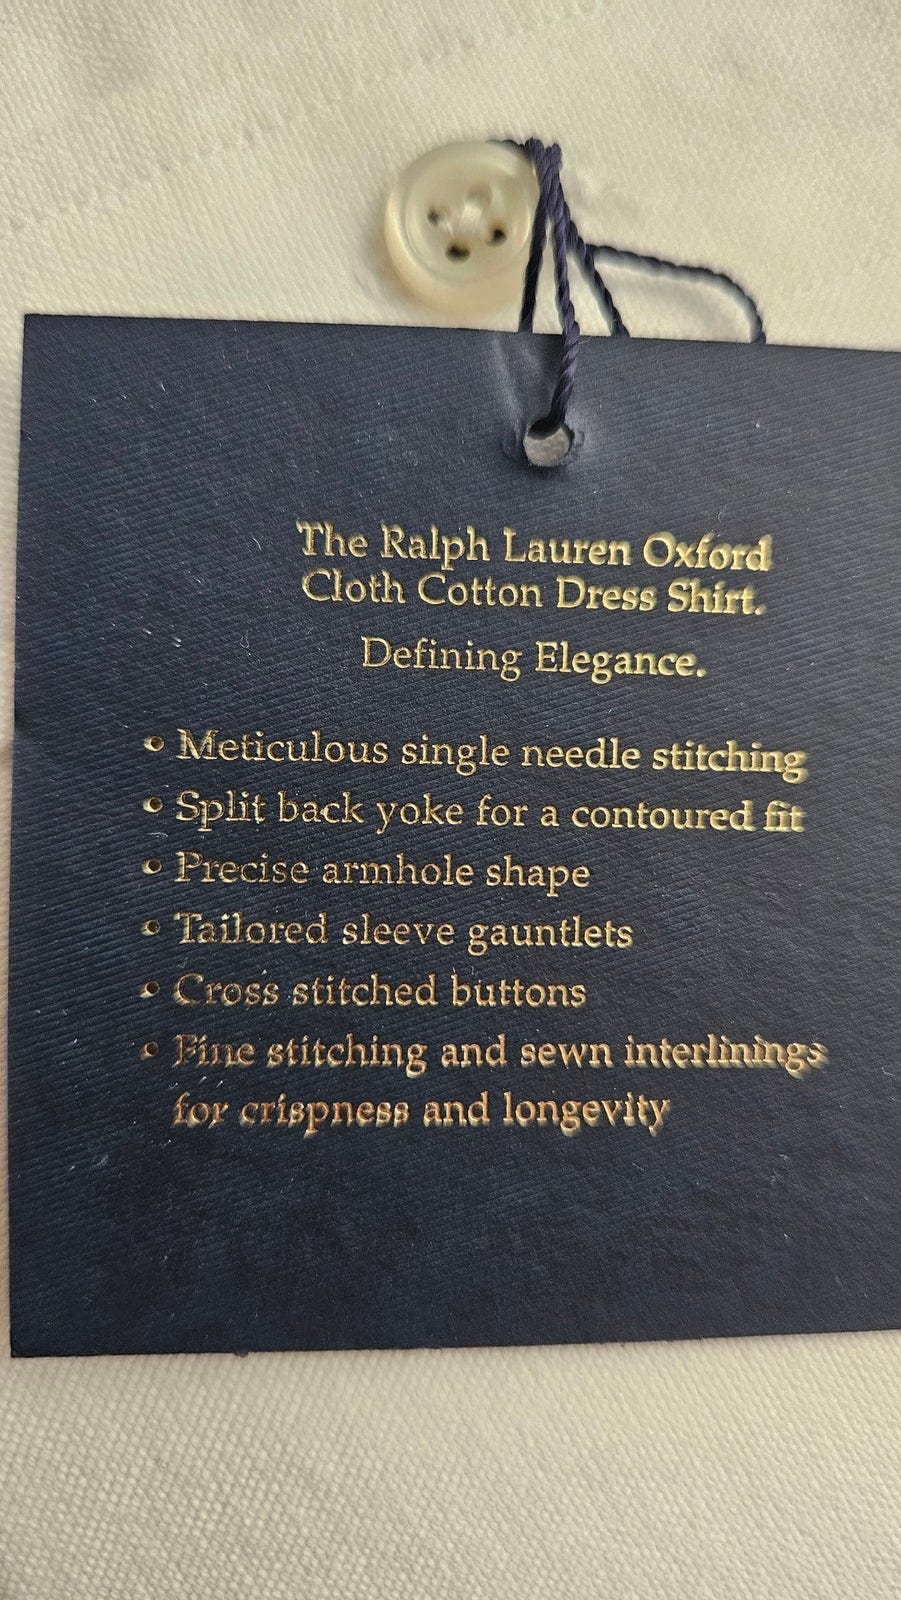 The Ralph Lauren Oxford
Cloth Cotton Dress Shirt.
Defining Elegance.
• Meticulous single needle stitching
• Split back yoke for a contoured fit
• Precise armhole shape
• Tailored sleeve gauntlets
• Cross stitched buttons
• Fine stitching and sewn interlinings
for crispness and longevity